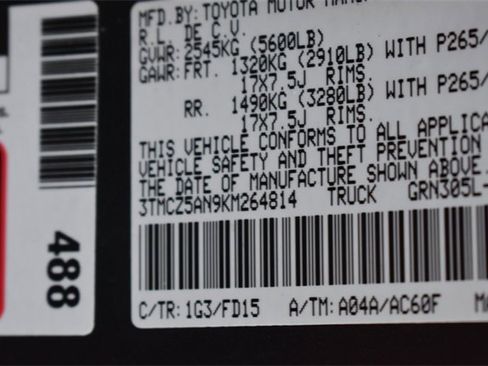 MFD.BY: TOYOTA MOTOR
R.L. DE C.V.
GVWR: 2545KG (5600LB)
GAWR: FRT. 1320KG (2910LB) WITH P265/
17X7.5J RIMS.
RR. 1490KG (3280LB) WITH P265/
17X7.5J RIMS.
THIS VEHICLE CONFORMS TO ALL APPLICA
VEHICLE SAFETY AND THEFT PREVENTION
THE DATE OF MANUFACTURE SHOWN ABOVE.
3TMCZ5AN9KM264814 TRUCK GRN305L-
C/TR: 1G3/FD15 A/TM: A04A/AC60F
488